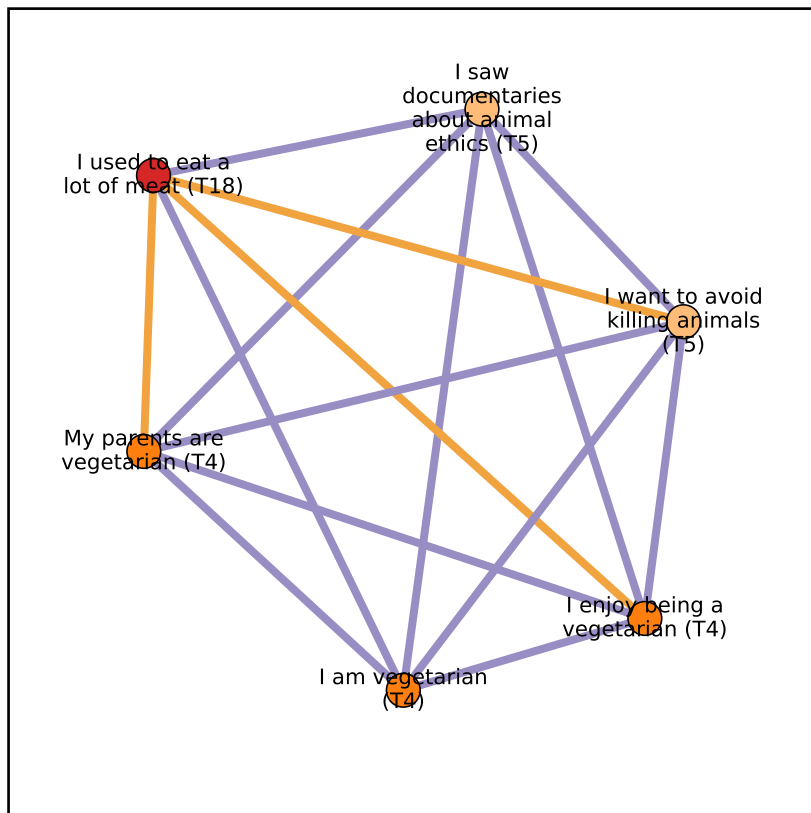 I saw
documentaries
about animal
ethics (T5)
I used to eat a
lot of meat (T18)
I want to avoid
killing animals
(T5)
My parents are
vegetarian (T4)
I enjoy being a
vegetarian (T4)
I am vegetarian
(T4)